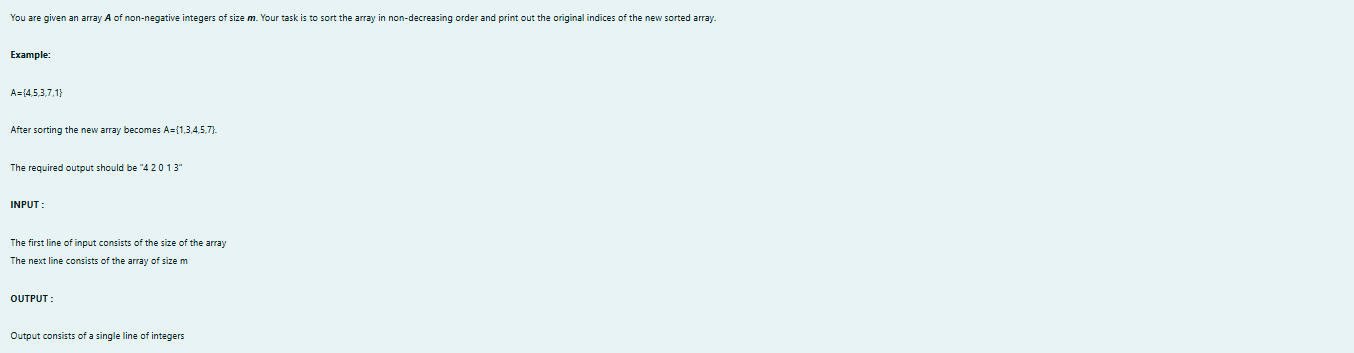 You are given an array A of non-negative integers of size m. Your task is to sort the array in non-decreasing order and print out the original indices of the new sorted array.
Example:
A={4,5,3,7,1}
After sorting the new array becomes A={1,3,4,5,7}.
The required output should be "4 2 0 1 3"
INPUT :
The first line of input consists of the size of the array
The next line consists of the array of size m
OUTPUT :
Output consists of a single line of integers